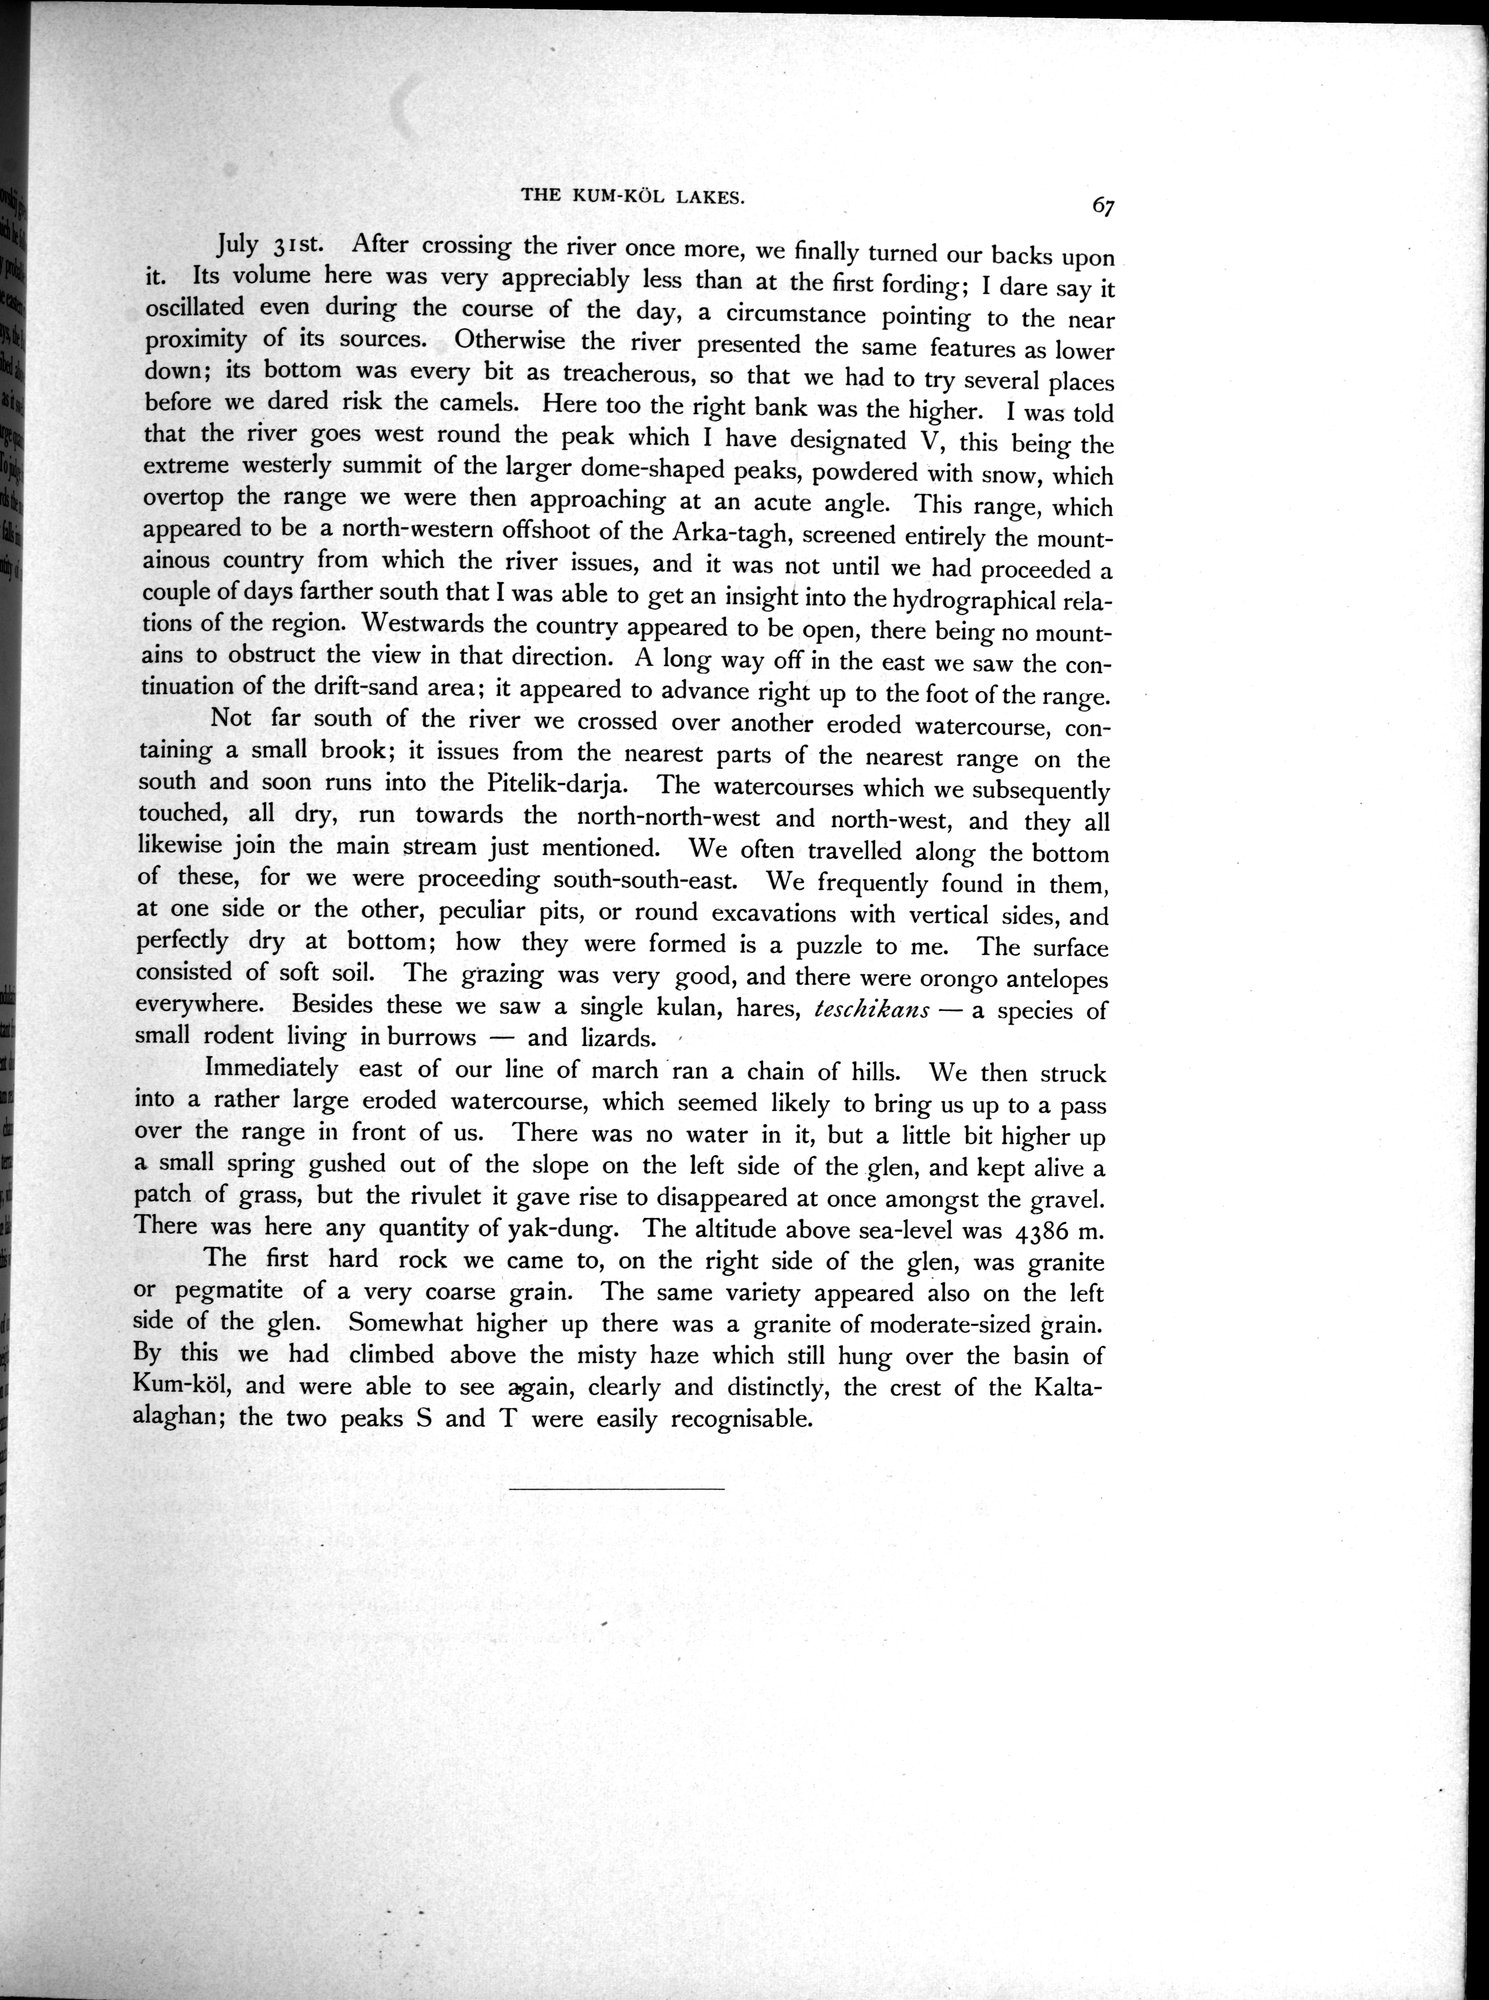 THE KUM-KÖL LAKES.
67
July 31st. After crossing the river once more, we finally turned our backs upon
it. Its volume here was very appreciably less than at the first fording; I dare say it
oscillated even during the course of the day, a circumstance pointing to the near
proximity of its sources. Otherwise the river presented the same features as lower
down; its bottom was every bit as treacherous, so that we had to try several places
before we dared risk the camels. Here too the right bank was the higher. I was told
that the river goes west round the peak which I have designated V, this being the
extreme westerly summit of the larger dome-shaped peaks, powdered with snow, which
overtop the range we were then approaching at an acute angle. This range, which
appeared to be a north-western offshoot of the Arka-tagh, screened entirely the mount-
ainous country from which the river issues, and it was not until we had proceeded a
couple of days farther south that I was able to get an insight into the hydrographical rela-
tions of the region. Westwards the country appeared to be open, there being no mount-
ains to obstruct the view in that direction. A long way off in the east we saw the con-
tinuation of the drift-sand area; it appeared to advance right up to the foot of the range.
Not far south of the river we crossed over another eroded watercourse, con-
taining a small brook; it issues from the nearest parts of the nearest range on the
south and soon runs into the Pitelik-darja. The watercourses which we subsequently
touched, all dry, run towards the north-north-west and north-west, and they all
likewise join the main stream just mentioned. We often travelled along the bottom
of these, for we were proceeding south-south-east. We frequently found in them,
at one side or the other, peculiar pits, or round excavations with vertical sides, and
perfectly dry at bottom; how they were formed is a puzzle to me. The surface
consisted of soft soil. The grazing was very good, and there were orongo antelopes
everywhere. Besides these we saw a single kulan, hares, teschikans — a species of
small rodent living in burrows — and lizards.
Immediately east of our line of march ran a chain of hills. We then struck
into a rather large eroded watercourse, which seemed likely to bring us up to a pass
over the range in front of us. There was no water in it, but a little bit higher up
a small spring gushed out of the slope on the left side of the glen, and kept alive a
patch of grass, but the rivulet it gave rise to disappeared at once amongst the gravel.
There was here any quantity of yak-dung. The altitude above sea-level was 4386 m.
The first hard rock we came to, on the right side of the glen, was granite
or pegmatite of a very coarse grain. The same variety appeared also on the left
side of the glen. Somewhat higher up there was a granite of moderate-sized grain.
By this we had climbed above the misty haze which still hung over the basin of
Kum-köl, and were able to see again, clearly and distinctly, the crest of the Kalta-
alaghan; the two peaks S and T were easily recognisable.